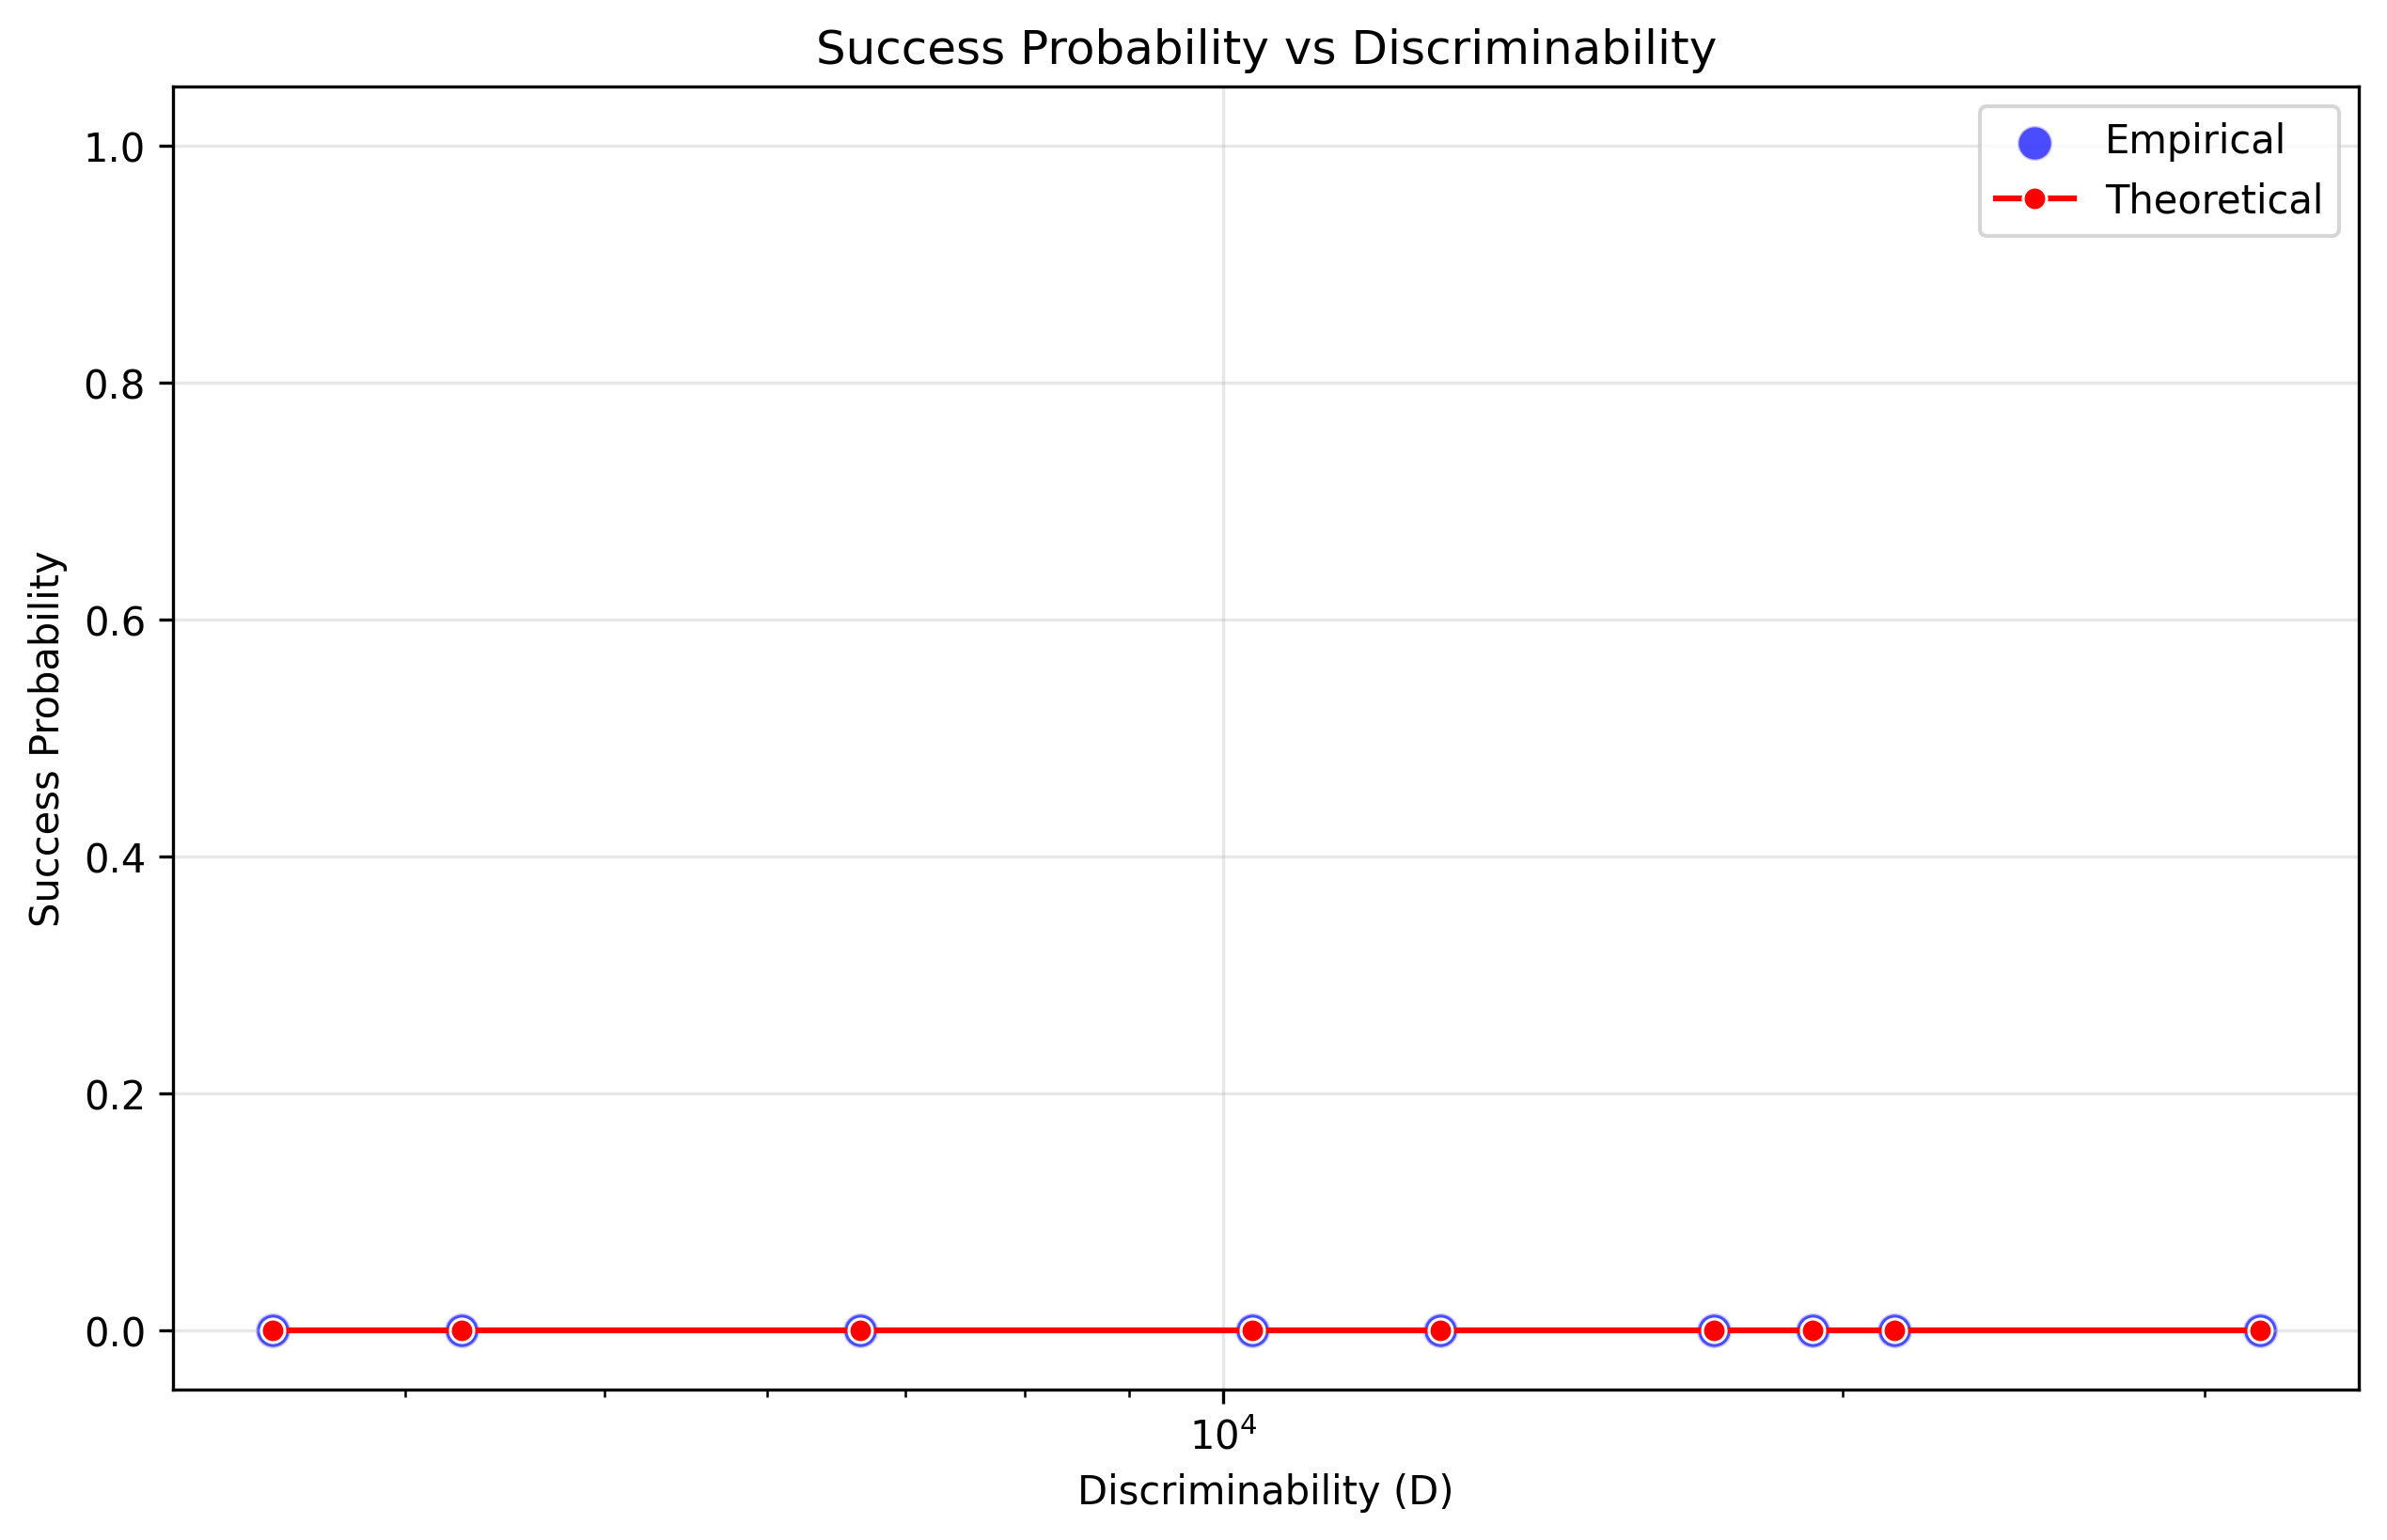 Success Probability vs Discriminability
Empirical
Theoretical
1.0
0.8
0.6
0.4
0.2
0.0
Success Probability
10⁴
Discriminability (D)